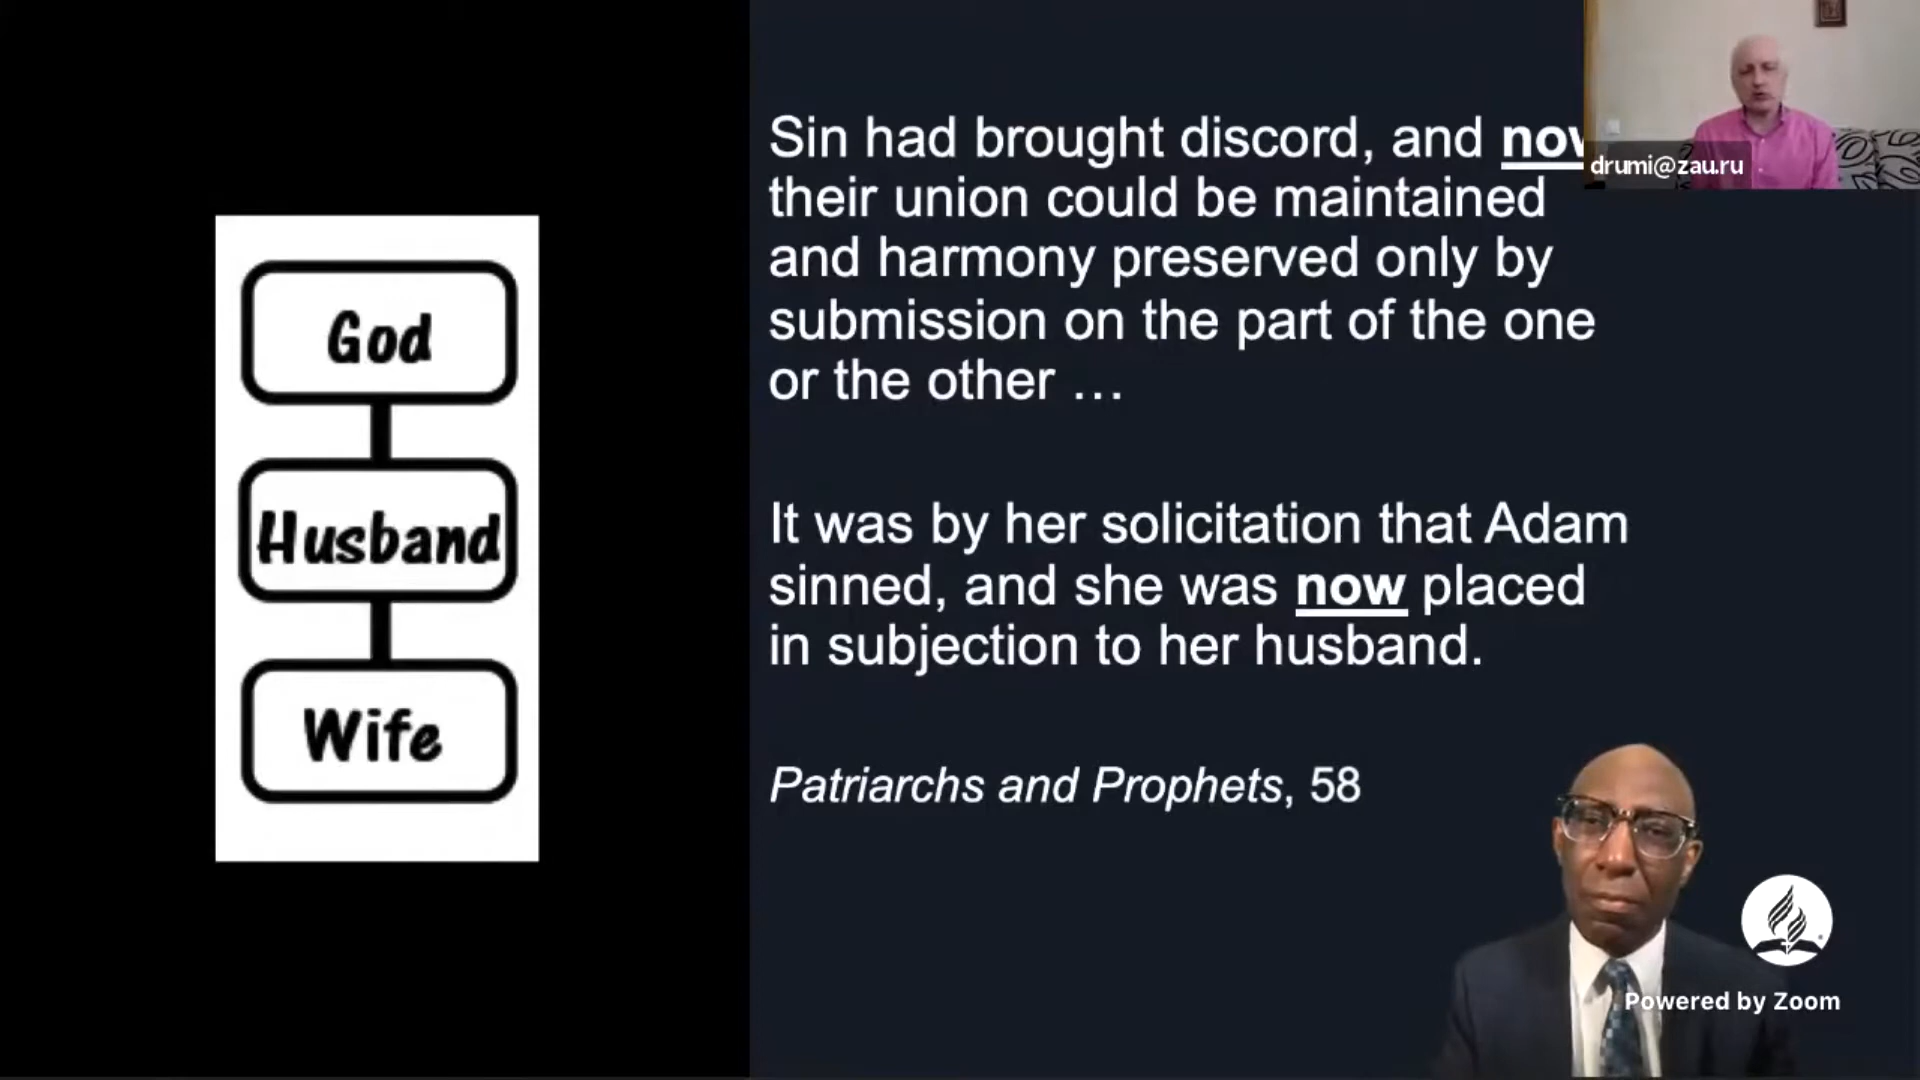 God
Husband
Wife
Sin had brought discord, and
their union could be maintained
and harmony preserved only by
submission on the part of the one
or the other …
It was by her solicitation that Adam
sinned, and she was now placed
in subjection to her husband.
Patriarchs and Prophets, 58
drumi@zau.ru
Powered by Zoom